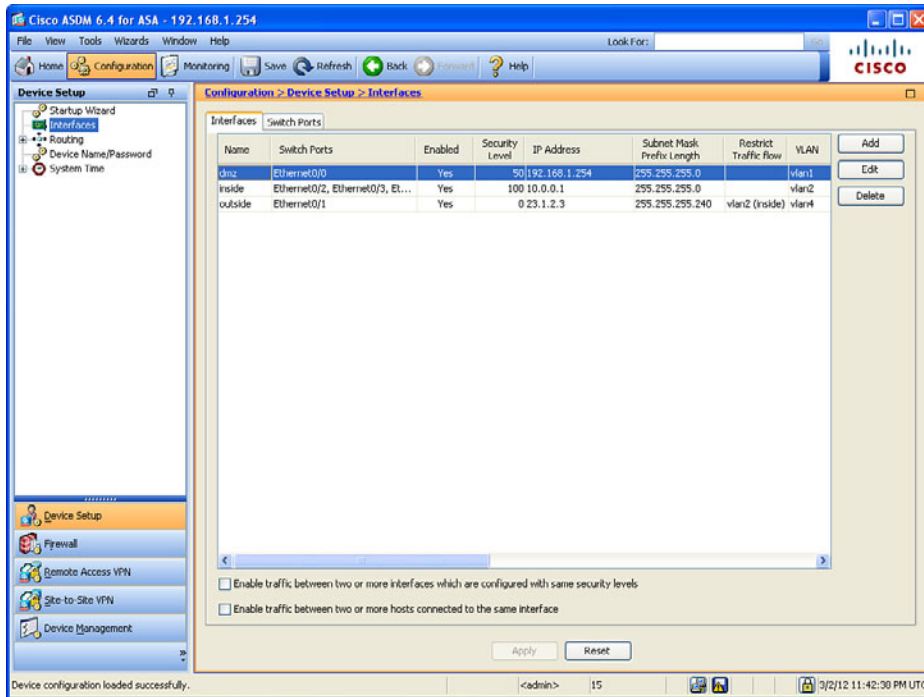 Cisco ASDM 6.4 for ASA - 192.168.1.254
File View Tools Wizards Window Help Look For: Go
Home Configuration Monitoring Save Refresh Back Forward Help
CISCO
Device Setup
Configuration > Device Setup > Interfaces
Startup Wizard
Interfaces
Routing
Device Name/Password
System Time
Interfaces Switch Ports
Name Switch Ports Enabled Security Level IP Address Subnet Mask Prefix Length Restrict Traffic flow VLAN
dmz Ethernet0/0 Yes 50 192.168.1.254 255.255.255.0 vlan1
inside Ethernet0/2, Ethernet0/3, Et... Yes 100 10.0.0.1 255.255.255.0 vlan2
outside Ethernet0/1 Yes 0 23.1.2.3 255.255.255.240 vlan2 (inside) vlan4
Add
Edit
Delete
Device Setup
Firewall
Remote Access VPN
Site-to-Site VPN
Device Management
Enable traffic between two or more interfaces which are configured with same security levels
Enable traffic between two or more hosts connected to the same interface
Apply Reset
Device configuration loaded successfully. <admin> 15 3/2/12 11:42:30 PM UTC